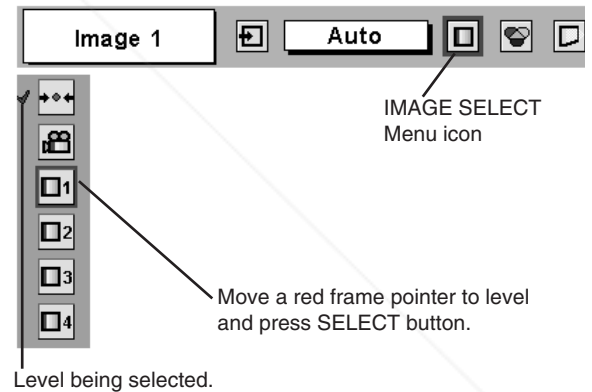 Image 1
Auto
IMAGE SELECT
Menu icon
1
2
3
4
Move a red frame pointer to level
and press SELECT button.
Level being selected.